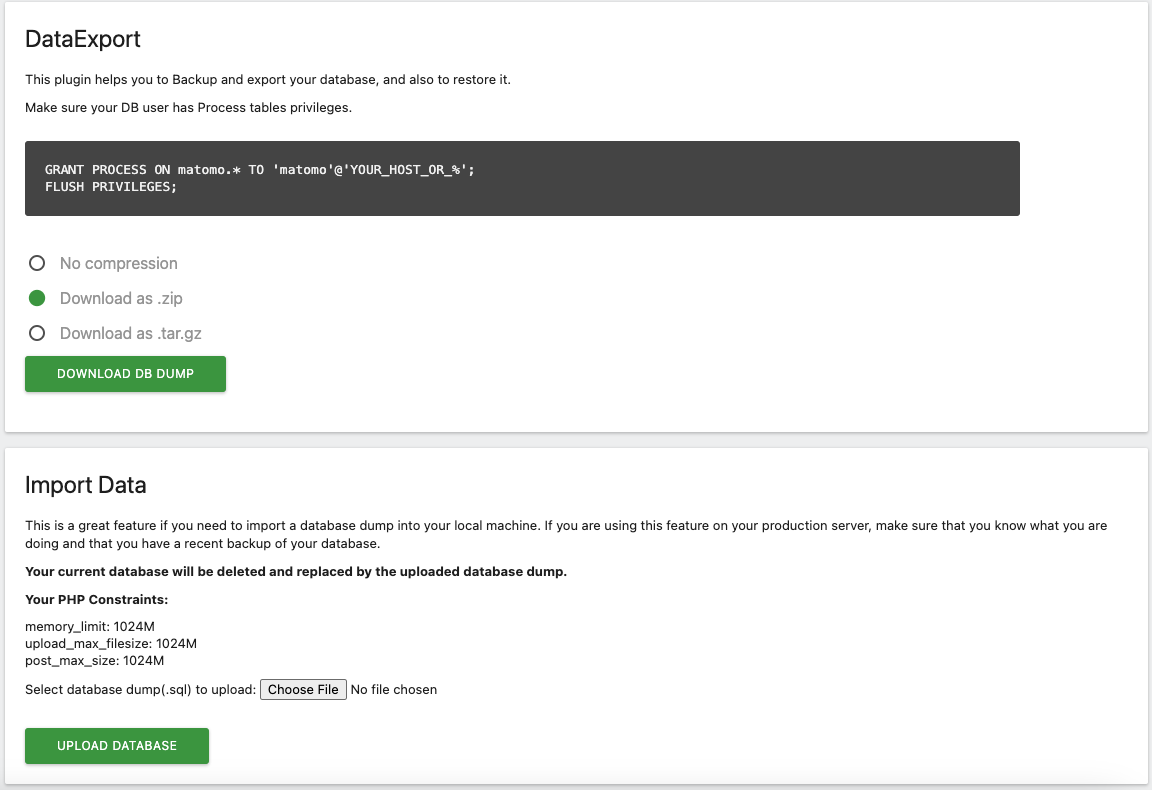 DataExport
This plugin helps you to Backup and export your database, and also to restore it.
Make sure your DB user has Process tables privileges.
GRANT PROCESS ON matomo.* TO 'matomo'@'YOUR_HOST_OR_%';
FLUSH PRIVILEGES;
No compression
Download as .zip
Download as .tar.gz
DOWNLOAD DB DUMP
Import Data
This is a great feature if you need to import a database dump into your local machine. If you are using this feature on your production server, make sure that you know what you are
doing and that you have a recent backup of your database.
Your current database will be deleted and replaced by the uploaded database dump.
Your PHP Constraints:
memory_limit: 1024M
upload_max_filesize: 1024M
post_max_size: 1024M
Select database dump(.sql) to upload: Choose File No file chosen
UPLOAD DATABASE